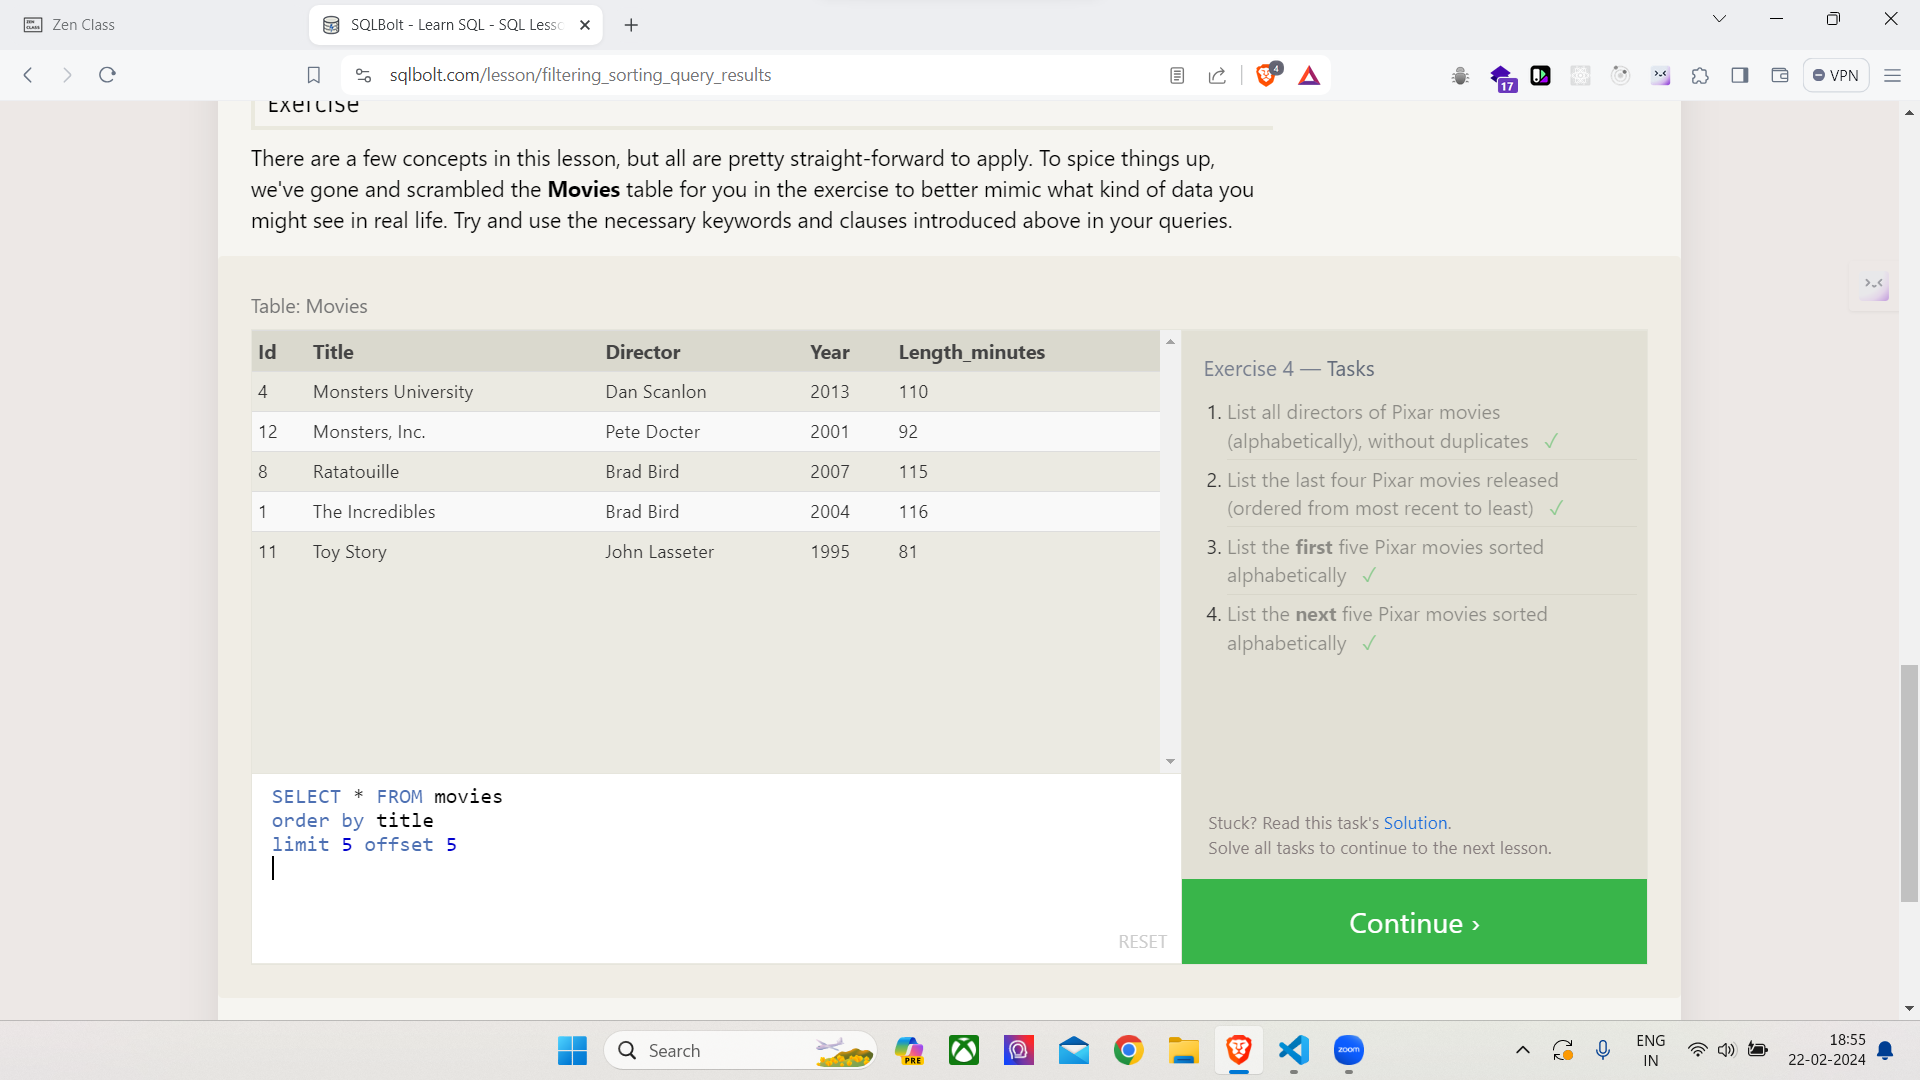 Zen Class
SQLBolt - Learn SQL - SQL Lesso
sqlbolt.com/lesson/filtering_sorting_query_results
4
17
VPN
Exercise
There are a few concepts in this lesson, but all are pretty straight-forward to apply. To spice things up,
we've gone and scrambled the Movies table for you in the exercise to better mimic what kind of data you
might see in real life. Try and use the necessary keywords and clauses introduced above in your queries.
Table: Movies
Id Title Director Year Length_minutes
4 Monsters University Dan Scanlon 2013 110
12 Monsters, Inc. Pete Docter 2001 92
8 Ratatouille Brad Bird 2007 115
1 The Incredibles Brad Bird 2004 116
11 Toy Story John Lasseter 1995 81
SELECT * FROM movies
order by title
limit 5 offset 5
RESET
Exercise 4 — Tasks
1. List all directors of Pixar movies
(alphabetically), without duplicates ✓
2. List the last four Pixar movies released
(ordered from most recent to least) ✓
3. List the first five Pixar movies sorted
alphabetically ✓
4. List the next five Pixar movies sorted
alphabetically ✓
Stuck? Read this task's Solution.
Solve all tasks to continue to the next lesson.
Continue ›
Search
PRE
zoom
ENG
IN
18:55
22-02-2024